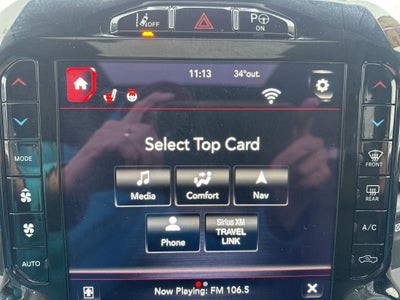 OFF
P
ON
11:13 34°out.
Select Top Card
Media Comfort Nav
Phone
Sirius XM
TRAVEL
LINK
Now Playing: FM 106.5
MODE
AUTO
FRONT
REAR
A/C